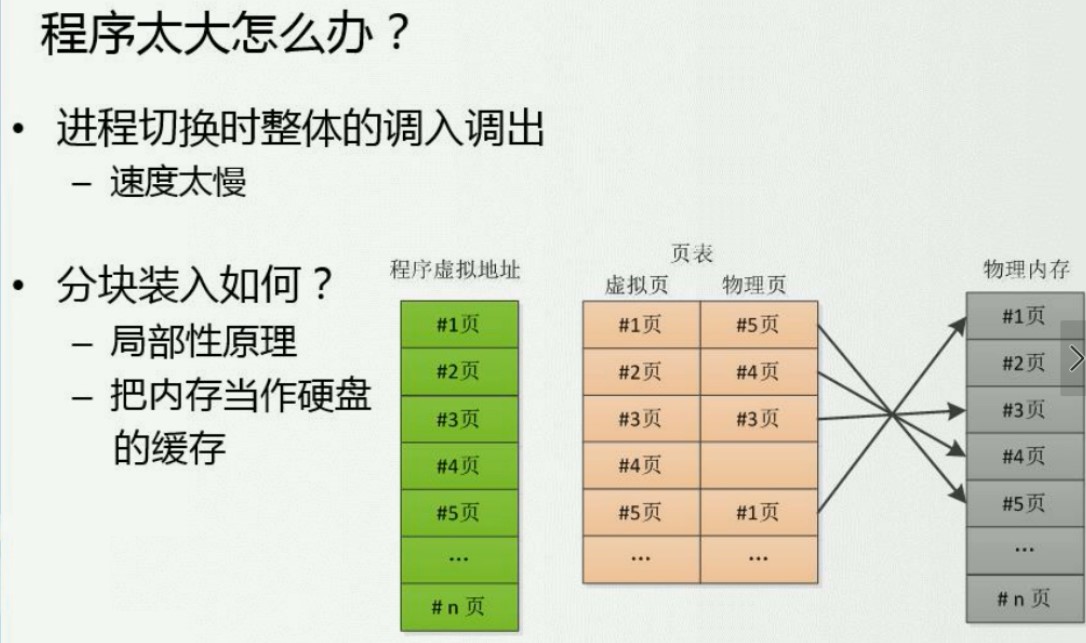 程序太大怎么办？
• 进程切换时整体的调入调出
– 速度太慢
• 分块装入如何？
– 局部性原理
– 把内存当作硬盘
的缓存
程序虚拟地址
#1页
#2页
#3页
#4页
#5页
…
# n 页
页表
虚拟页 物理页
#1页 #5页
#2页 #4页
#3页 #3页
#4页
#5页 #1页
… …
物理内存
#1页
#2页
#3页
#4页
#5页
…
# n 页